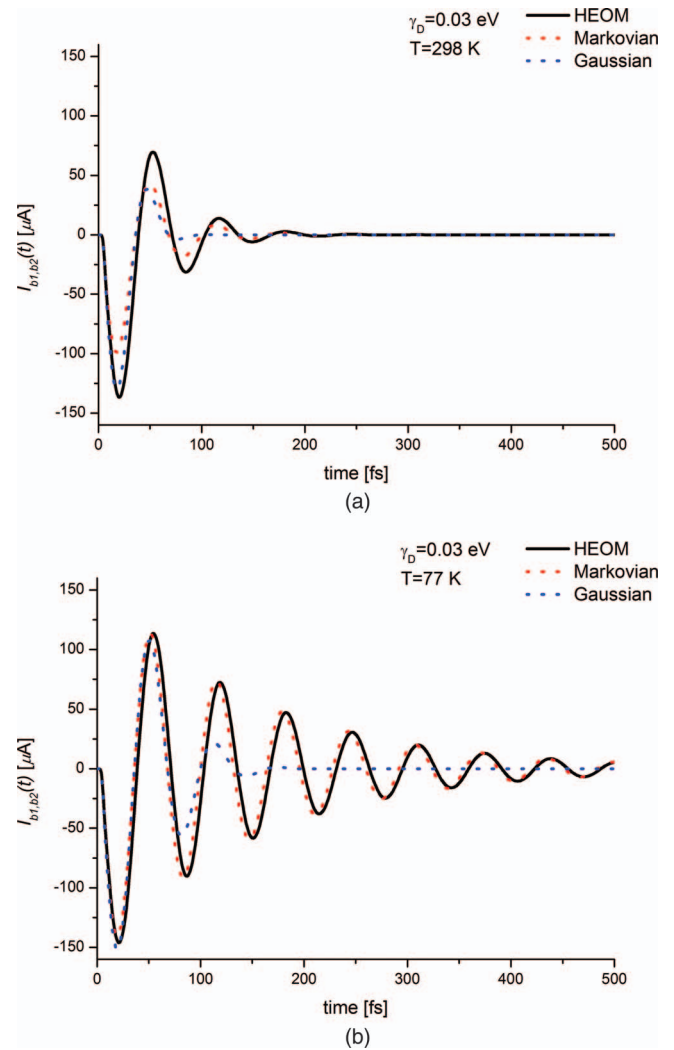 γD=0.03 eV
T=298 K
HEOM
Markovian
Gaussian
150
100
50
0
-50
-100
-150
Ib1,b2(t) [μA]
0 100 200 300 400 500
time [fs]
(a)
γD=0.03 eV
T=77 K
HEOM
Markovian
Gaussian
150
100
50
0
-50
-100
-150
Ib1,b2(t) [μA]
0 100 200 300 400 500
time [fs]
(b)